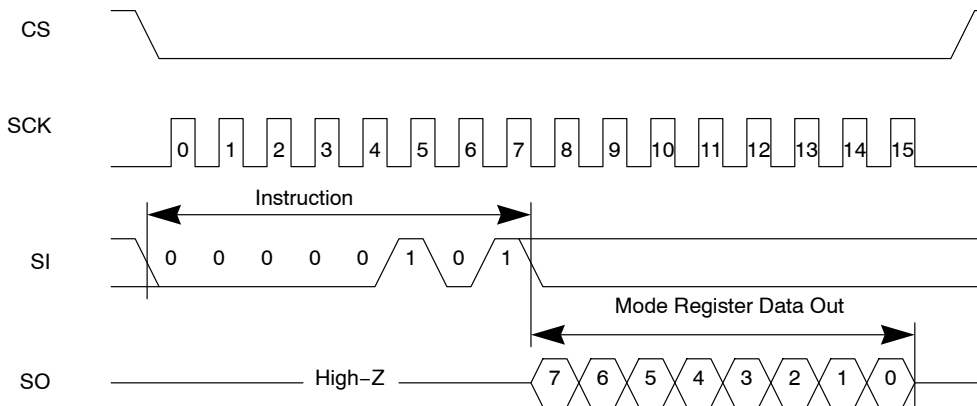 CS
SCK
0 1 2 3 4 5 6 7 8 9 10 11 12 13 14 15
Instruction
SI
0 0 0 0 0 1 0 1
Mode Register Data Out
SO
High−Z
7 6 5 4 3 2 1 0